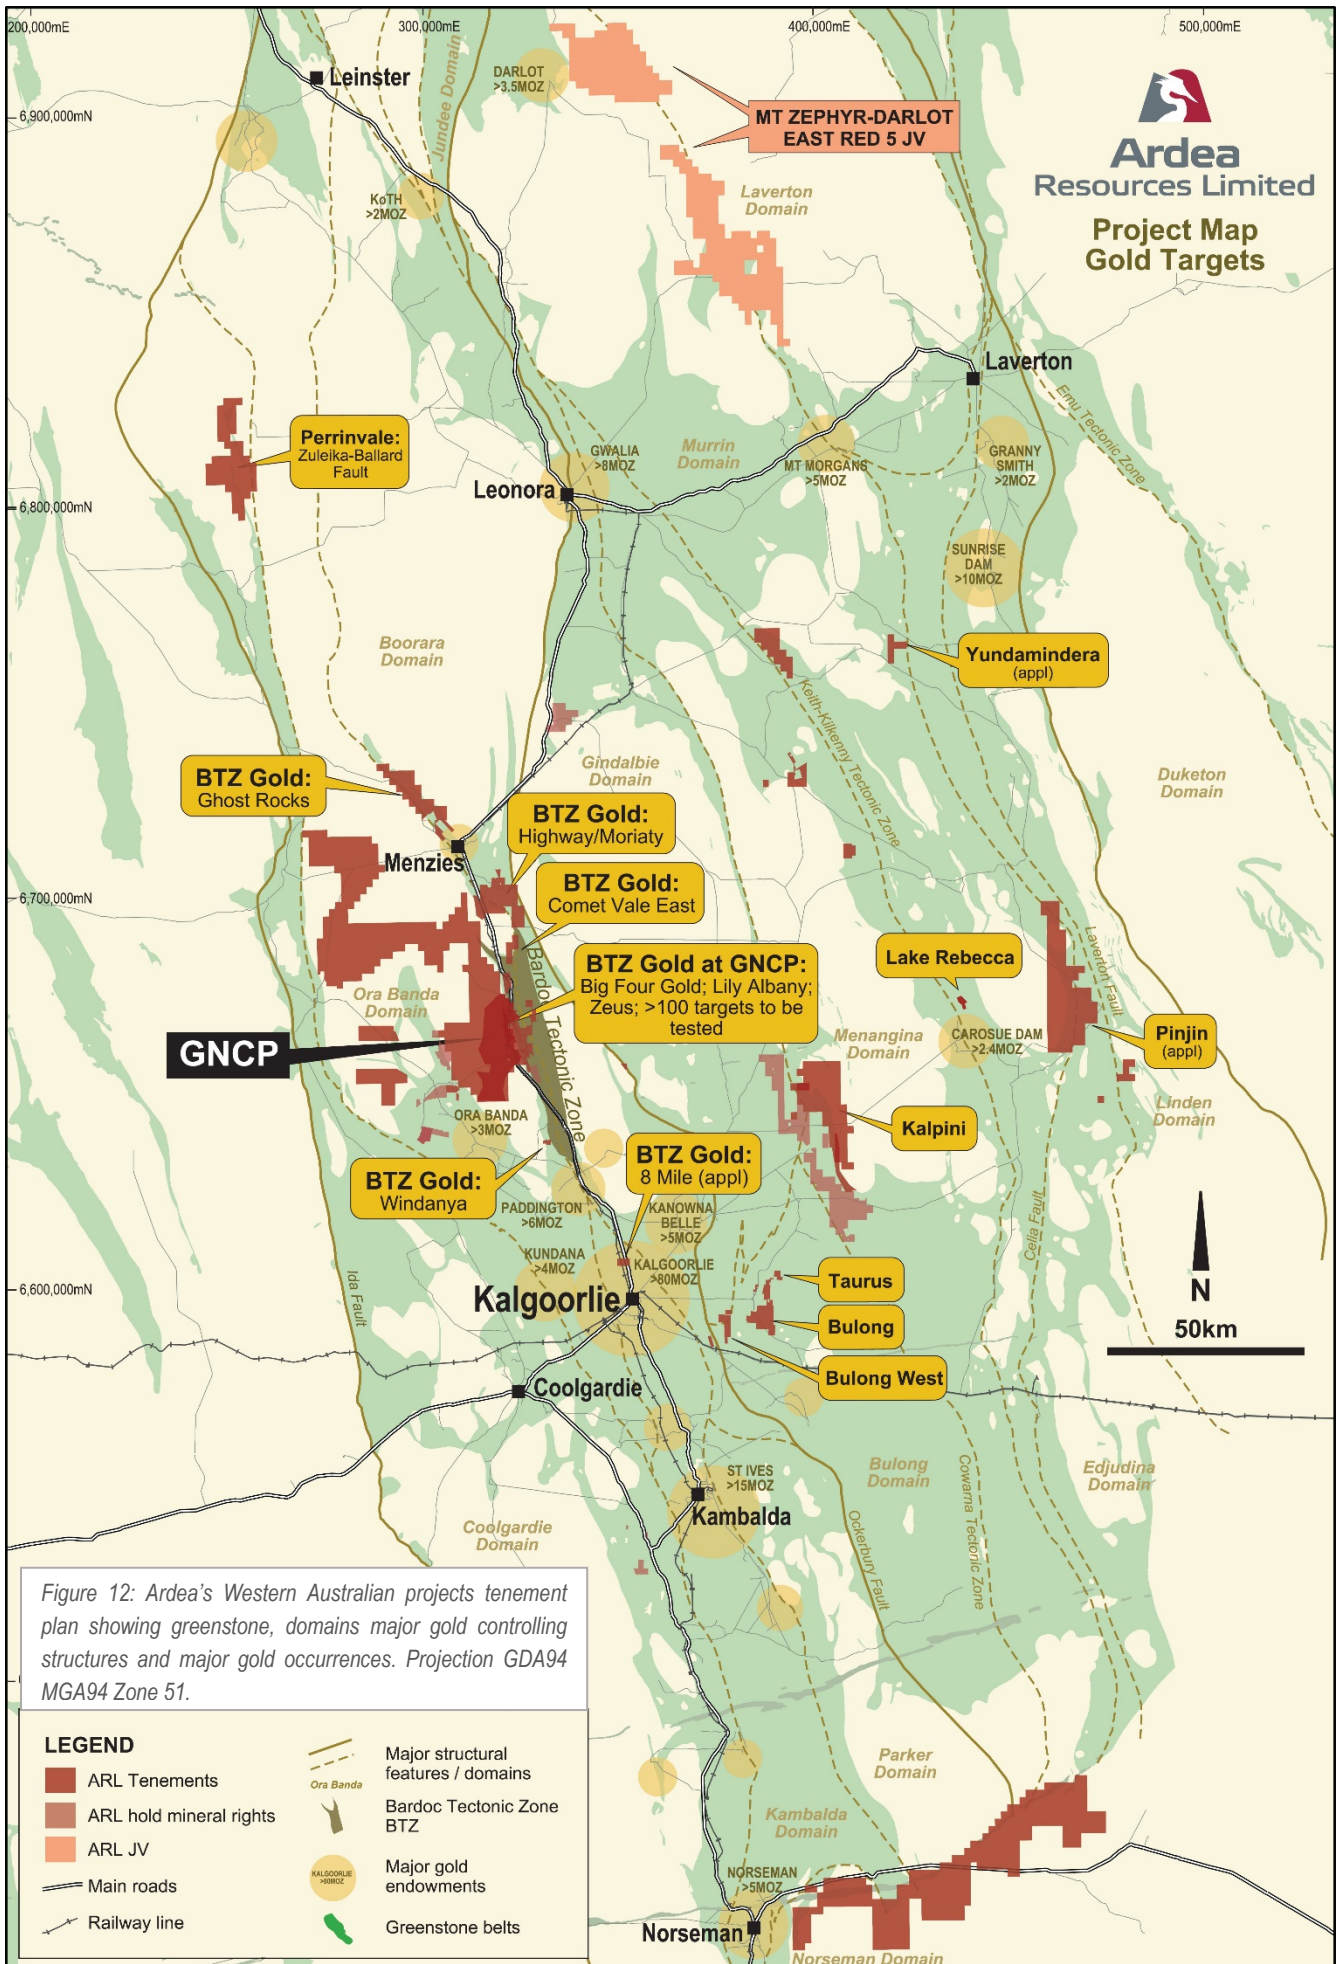 200,000mE
300,000mE
400,000mE
500,000mE
6,900,000mN
6,800,000mN
6,700,000mN
6,600,000mN
Ardea
Resources Limited
Project Map
Gold Targets
Leinster
DARLOT
>3.5MOZ
Jundee Domain
KoTH
>2MOZ
MT ZEPHYR-DARLOT
EAST RED 5 JV
Laverton
Domain
Laverton
Emu Tectonic Zone
Perrinvale:
Zuleika-Ballard
Fault
GWALIA
>8MOZ
Leonora
Murrin
Domain
MT MORGANS
>5MOZ
GRANNY
SMITH
>2MOZ
SUNRISE
DAM
>10MOZ
Boorara
Domain
Yundamindera
(appl)
Keith-Kilkenny Tectonic Zone
Gindalbie
Domain
Duketon
Domain
BTZ Gold:
Ghost Rocks
BTZ Gold:
Highway/Moriaty
Menzies
BTZ Gold:
Comet Vale East
Bardoc Tectonic Zone
BTZ Gold at GNCP:
Big Four Gold; Lily Albany;
Zeus; >100 targets to be
tested
Lake Rebecca
Laverton Fault
Ora Banda
Domain
GNCP
Menangina
Domain
CAROSUE DAM
>2.4MOZ
Pinjin
(appl)
Linden
Domain
Kalpini
ORA BANDA
>3MOZ
BTZ Gold:
8 Mile (appl)
BTZ Gold:
Windanya
PADDINGTON
>6MOZ
KANOWNA
BELLE
>5MOZ
Celia Fault
KUNDANA
>4MOZ
KALGOORLIE
>80MOZ
Ida Fault
Kalgoorlie
Taurus
Bulong
Bulong West
N
50km
Coolgardie
ST IVES
>15MOZ
Kambalda
Bulong
Domain
Edjudina
Domain
Cowarna Tectonic Zone
Ockerbury Fault
Coolgardie
Domain
Figure 12: Ardea's Western Australian projects tenement
plan showing greenstone, domains major gold controlling
structures and major gold occurrences. Projection GDA94
MGA94 Zone 51.
Parker
Domain
Kambalda
Domain
NORSEMAN
>5MOZ
Norseman
Norseman Domain
LEGEND
ARL Tenements
ARL hold mineral rights
ARL JV
Main roads
Railway line
Ora Banda
Major structural
features / domains
Bardoc Tectonic Zone
BTZ
KALGOORLIE
>80MOZ
Major gold
endowments
Greenstone belts